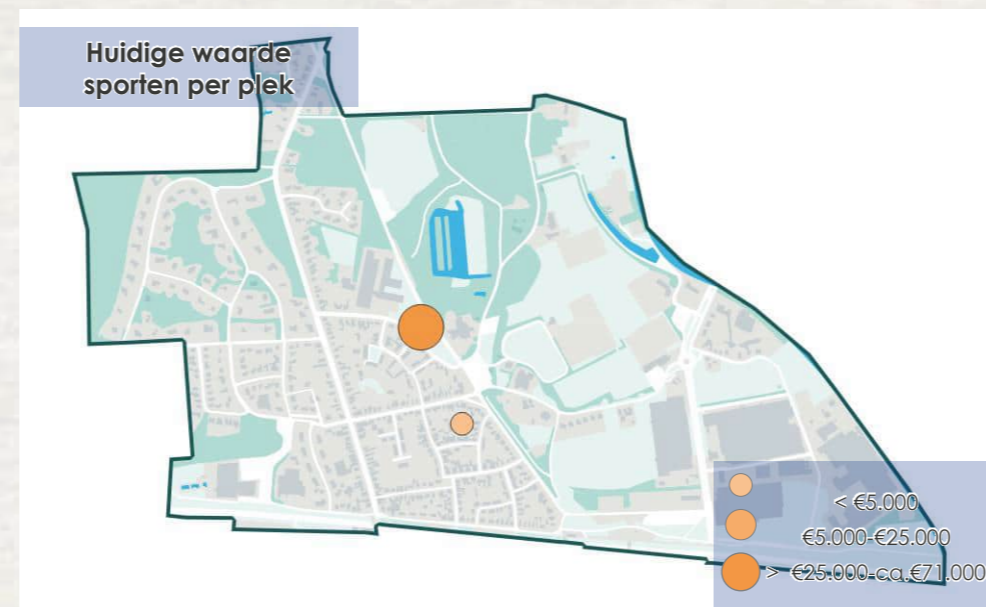 Huidige waarde
sporten per plek
< €5.000
€5.000-€25.000
> €25.000-ca.€71.000